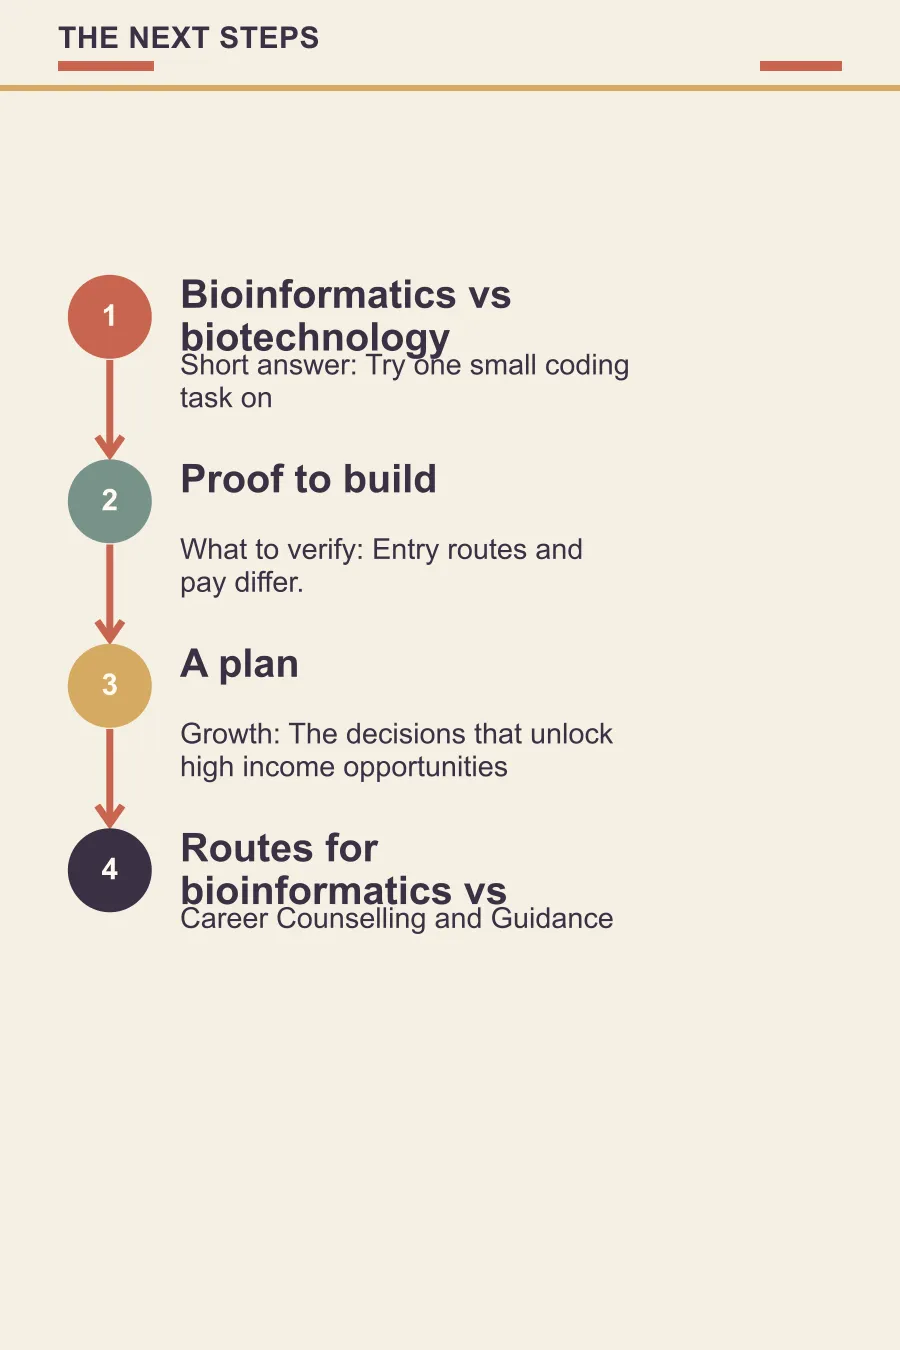 THE NEXT STEPS
1
Bioinformatics vs
biotechnology
Short answer: Try one small coding
task on
2
Proof to build
What to verify: Entry routes and
pay differ.
3
A plan
Growth: The decisions that unlock
high income opportunities
4
Routes for
bioinformatics vs
Career Counselling and Guidance